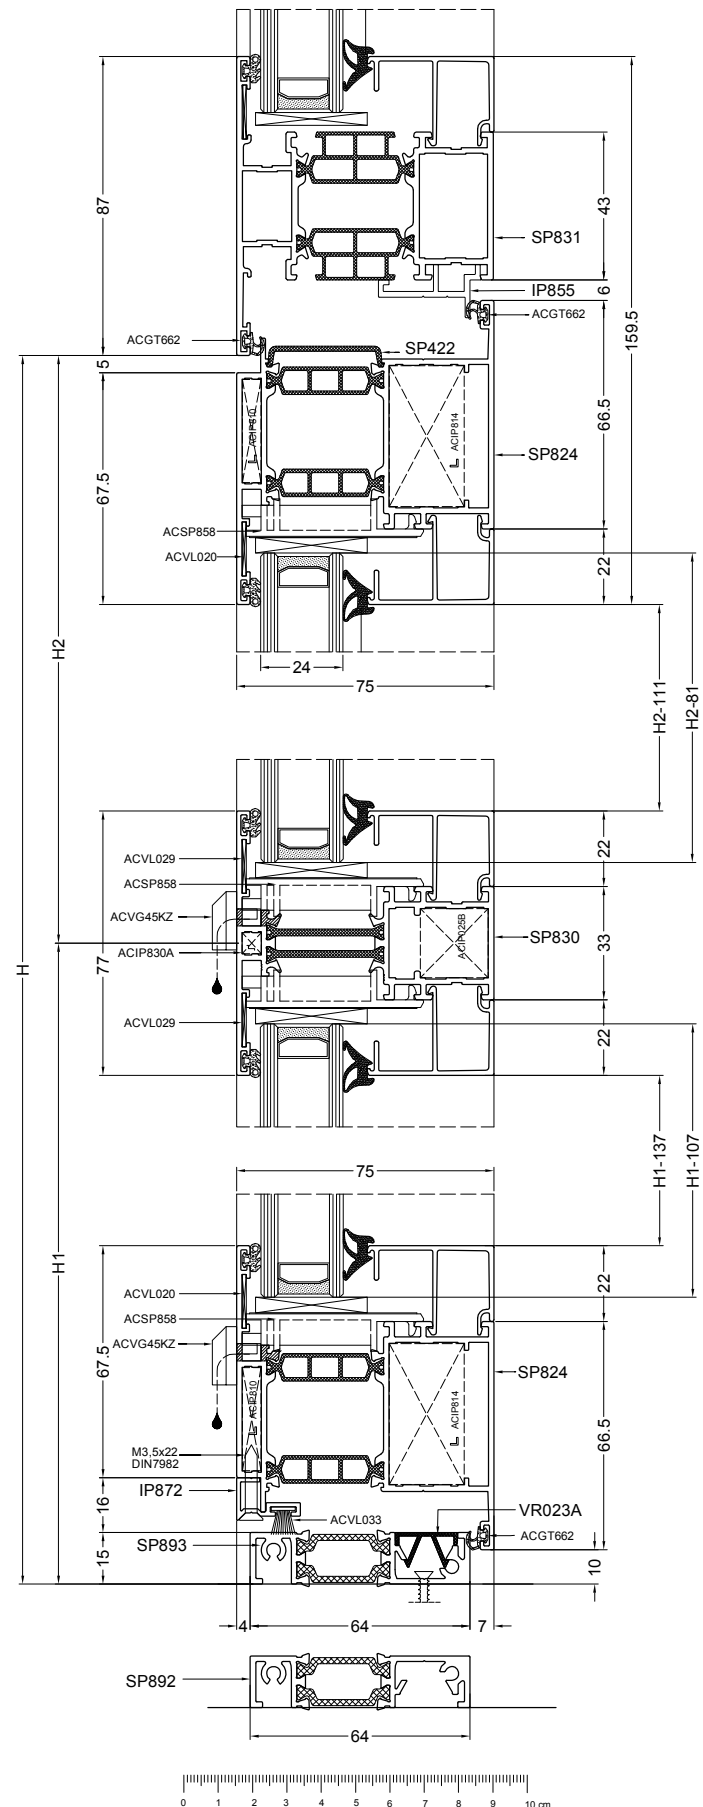 87
43
SP831
IP855
6
ACGT662
ACGT662
159.5
SP422
5
ACIP810
ACIP814
L
L
66.5
SP824
67.5
ACSP858
ACVL020
22
24
75
H2
H2-111
H2-81
ACVL029
22
ACSP858
ACVG45KZ
ACIP025B
SP830
33
ACIP830A
H
77
ACVL029
22
75
H1-137
H1-107
H1
ACVL020
22
ACSP858
ACVG45KZ
67.5
SP824
ACIP810
ACIP814
L
L
66.5
M3,5x22
DIN7982
IP872
16
VR023A
ACVL033
ACGT662
SP893
15
10
4
64
7
SP892
64
0 1 2 3 4 5 6 7 8 9 10 cm